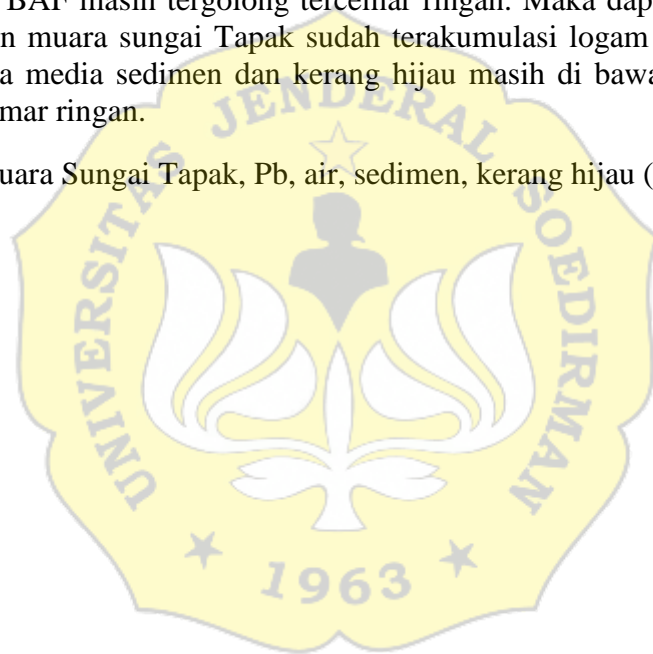 BAF masih tergolong tercemar ringan. Maka dap
n muara sungai Tapak sudah terakumulasi logam
a media sedimen dan kerang hijau masih di bawa
mar ringan.
uara Sungai Tapak, Pb, air, sedimen, kerang hijau (
UNIVERSITAS JENDERAL SOEDIRMAN
1963